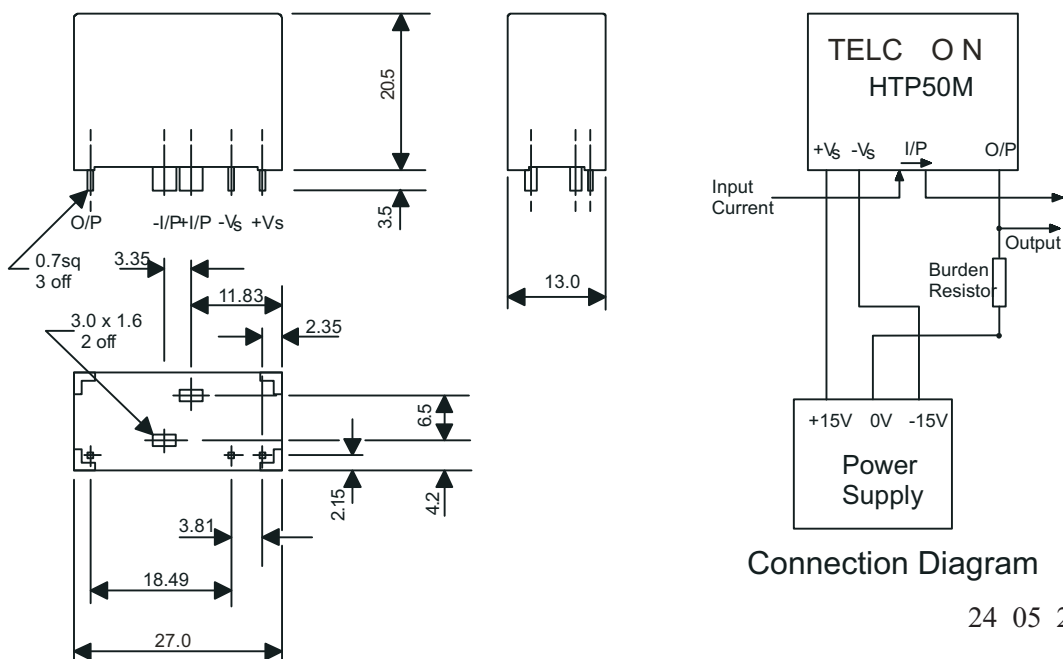 20.5
3.5
O/P
-I/P+I/P
-Vs
+Vs
0.7sq
3 off
3.35
11.83
3.0 x 1.6
2 off
2.35
6.5
2.15
4.2
3.81
18.49
27.0
13.0
TELC O N
HTP50M
+Vs
-Vs
I/P
O/P
Input
Current
Output
Burden
Resistor
+15V 0V -15V
Power
Supply
Connection Diagram
24 05 2